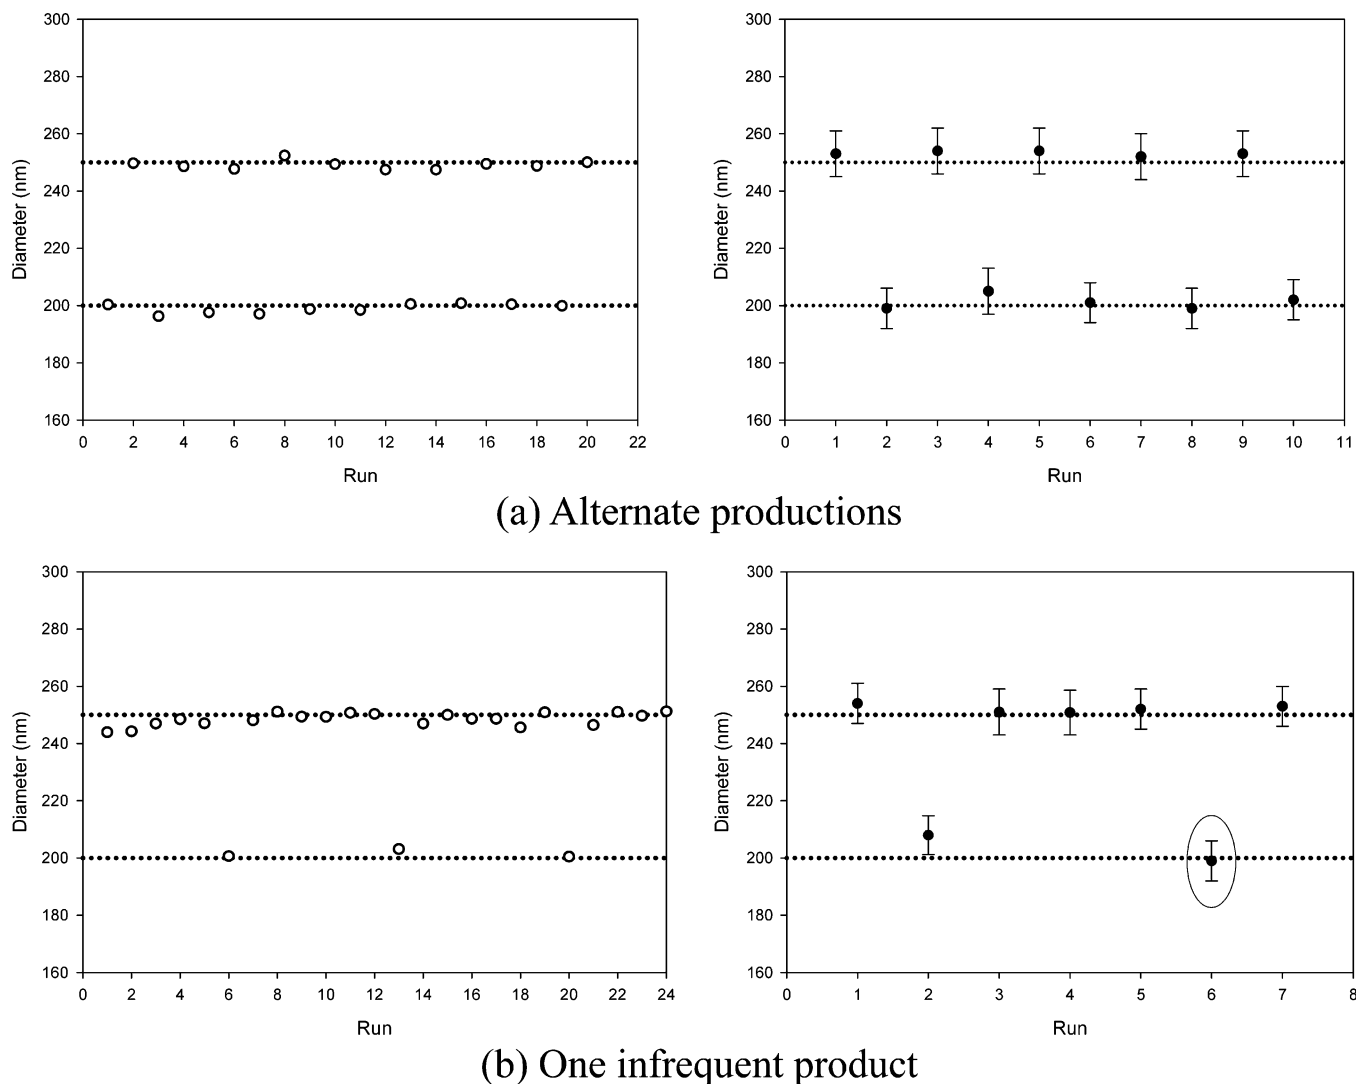 300
280
260
240
220
200
180
160
Diameter (nm)
0 2 4 6 8 10 12 14 16 18 20 22
Run
300
280
260
240
220
200
180
160
Diameter (nm)
0 1 2 3 4 5 6 7 8 9 10 11
Run
(a) Alternate productions
300
280
260
240
220
200
180
160
Diameter (nm)
0 2 4 6 8 10 12 14 16 18 20 22 24
Run
300
280
260
240
220
200
180
160
Diameter (nm)
0 1 2 3 4 5 6 7 8
Run
(b) One infrequent product